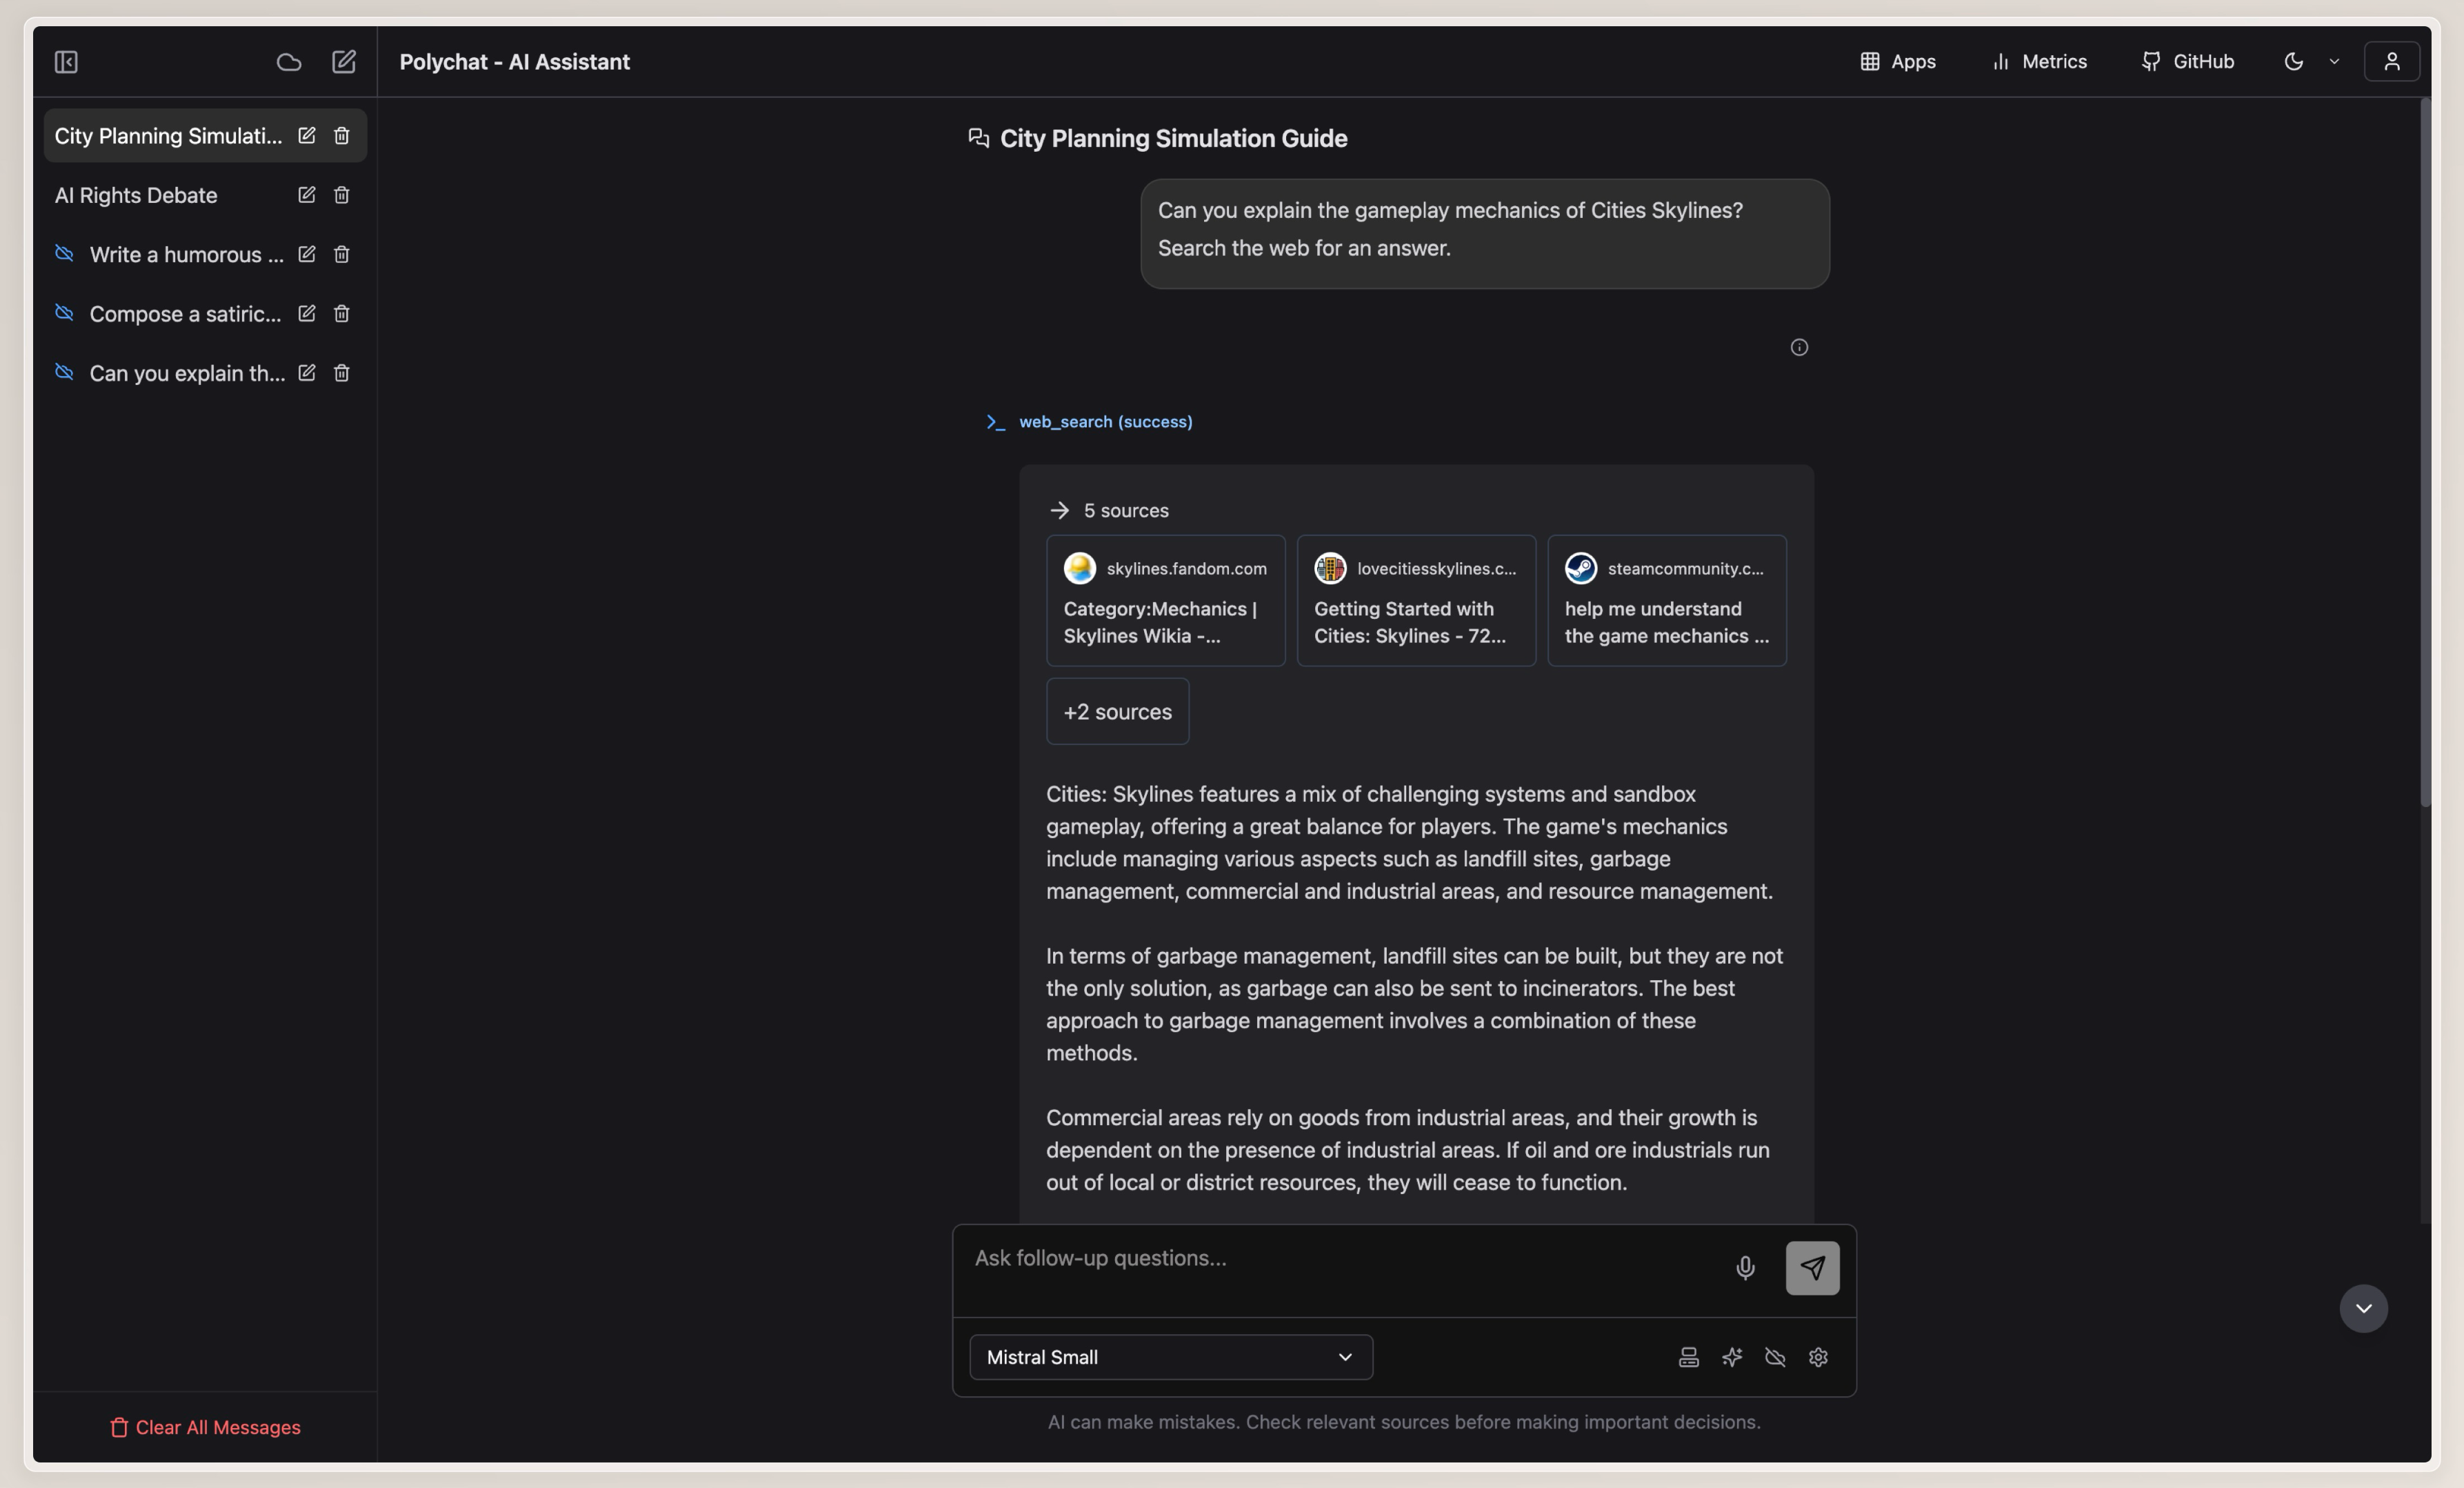 Polychat - AI Assistant
Apps
Metrics
GitHub
City Planning Simulati...
AI Rights Debate
Write a humorous ...
Compose a satiric...
Can you explain th...
Clear All Messages
City Planning Simulation Guide
Can you explain the gameplay mechanics of Cities Skylines?
Search the web for an answer.
web_search (success)
5 sources
skylines.fandom.com
Category:Mechanics |
Skylines Wikia -...
lovecitiesskylines.c...
Getting Started with
Cities: Skylines - 72...
steamcommunity.c...
help me understand
the game mechanics ...
+2 sources
Cities: Skylines features a mix of challenging systems and sandbox
gameplay, offering a great balance for players. The game's mechanics
include managing various aspects such as landfill sites, garbage
management, commercial and industrial areas, and resource management.
In terms of garbage management, landfill sites can be built, but they are not
the only solution, as garbage can also be sent to incinerators. The best
approach to garbage management involves a combination of these
methods.
Commercial areas rely on goods from industrial areas, and their growth is
dependent on the presence of industrial areas. If oil and ore industrials run
out of local or district resources, they will cease to function.
Ask follow-up questions...
Mistral Small
AI can make mistakes. Check relevant sources before making important decisions.